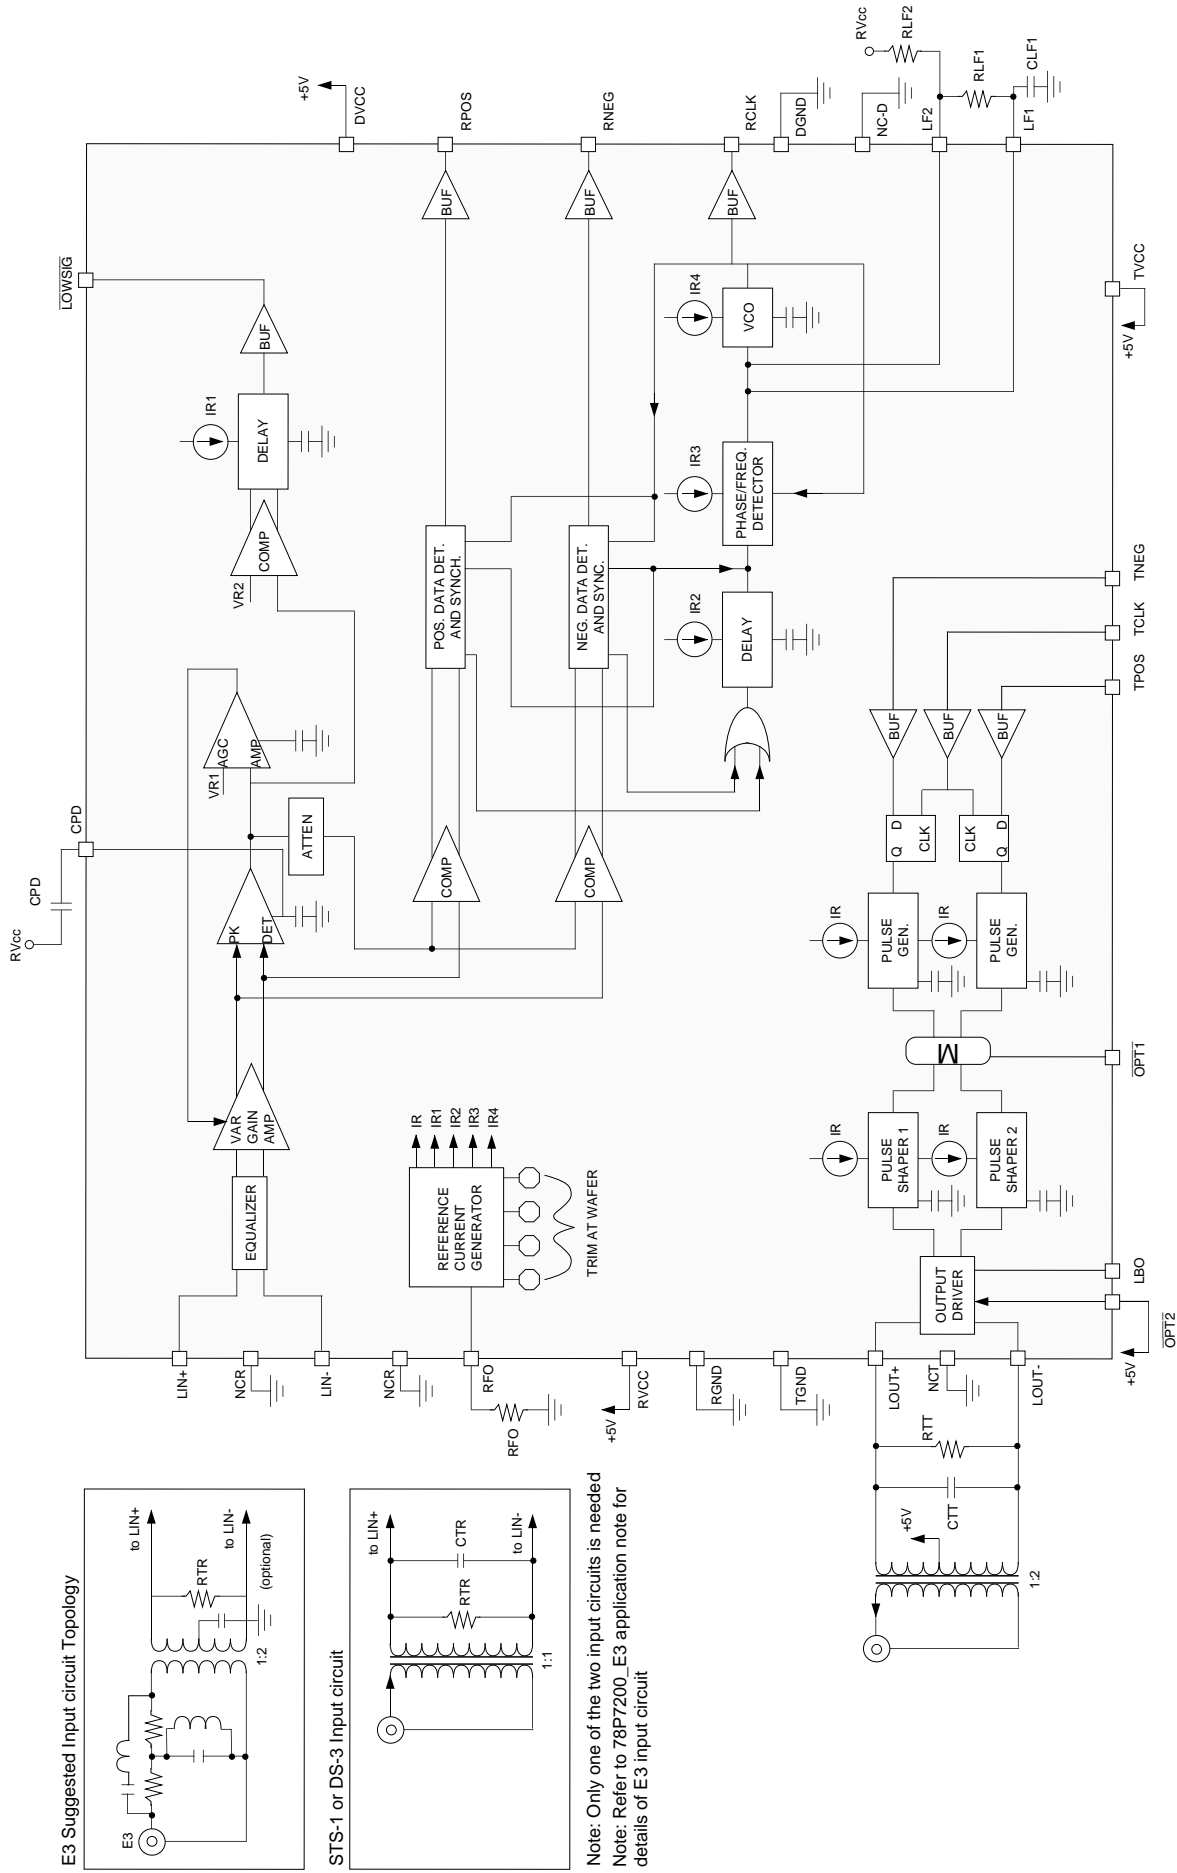 E3 Suggested Input circuit Topology
E3
1:2
RTR
to LIN+
to LIN-
(optional)
STS-1 or DS-3 Input circuit
1:1
RTR
CTR
to LIN+
to LIN-
Note: Only one of the two input circuits is needed
Note: Refer to 78P7200_E3 application note for
details of E3 input circuit
LIN+
NCR
LIN-
NCR
RFO
RFO
+5V
RVCC
RGND
TGND
LOUT+
NCT
LOUT-
RTT
CTT
+5V
1:2
EQUALIZER
VAR
GAIN
AMP
RVcc
CPD
CPD
PK
DET
ATTEN
VR1
AGC
AMP
VR2
COMP
IR1
DELAY
BUF
LOWSIG
+5V
DVCC
REFERENCE
CURRENT
GENERATOR
IR
IR1
IR2
IR3
IR4
TRIM AT WAFER
COMP
POS. DATA DET.
AND SYNCH.
BUF
RPOS
COMP
NEG. DATA DET.
AND SYNC.
BUF
RNEG
IR2
DELAY
IR3
PHASE/FREQ.
DETECTOR
IR4
VCO
BUF
RCLK
DGND
NC-D
LF2
LF1
RVcc
RLF2
RLF1
CLF1
OUTPUT
DRIVER
IR
PULSE
SHAPER 1
IR
PULSE
SHAPER 2
M
IR
PULSE
GEN.
IR
PULSE
GEN.
Q
D
CLK
CLK
Q
D
BUF
BUF
BUF
+5V
OPT2
LBO
OPT1
TPOS
TCLK
TNEG
+5V
TVCC